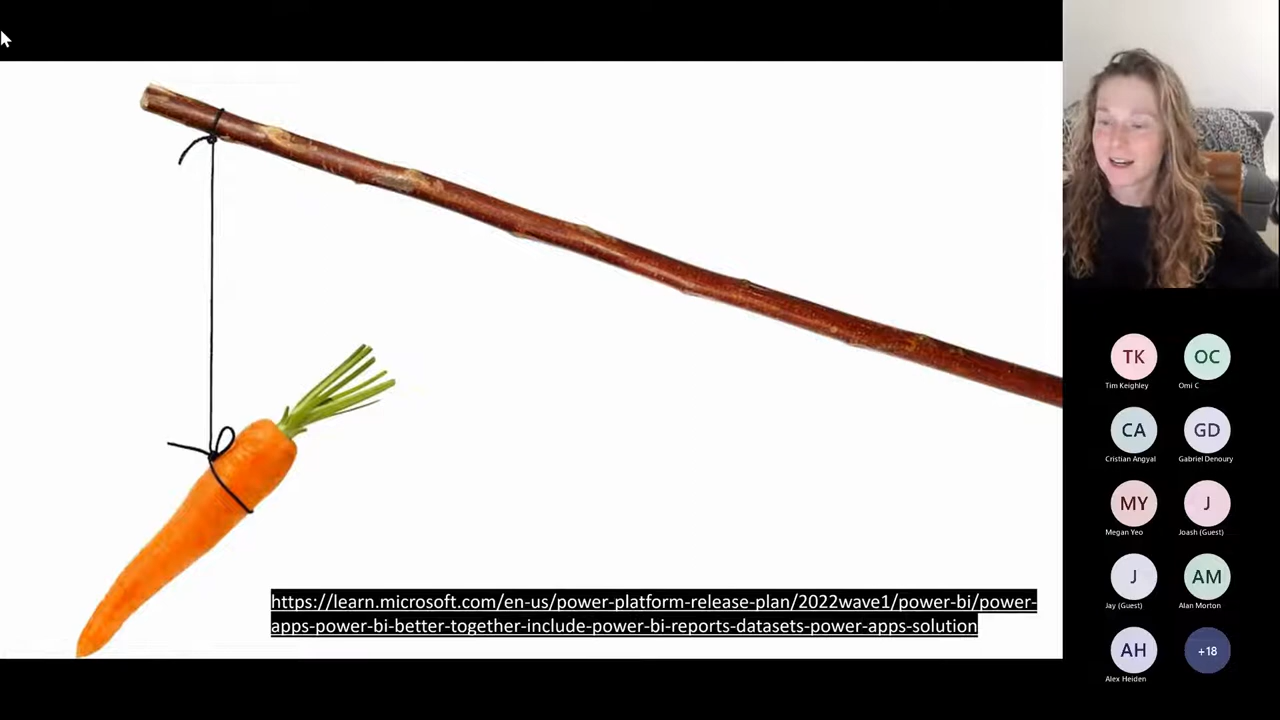 https://learn.microsoft.com/en-us/power-platform-release-plan/2022wave1/power-bi/power-
apps-power-bi-better-together-include-power-bi-reports-datasets-power-apps-solution
TK
OC
Tim Keighley
Omi C
CA
GD
Cristian Angyal
Gabriel Denoury
MY
J
Megan Yeo
Joash (Guest)
J
AM
Jay (Guest)
Alan Morton
AH
+18
Alex Heiden